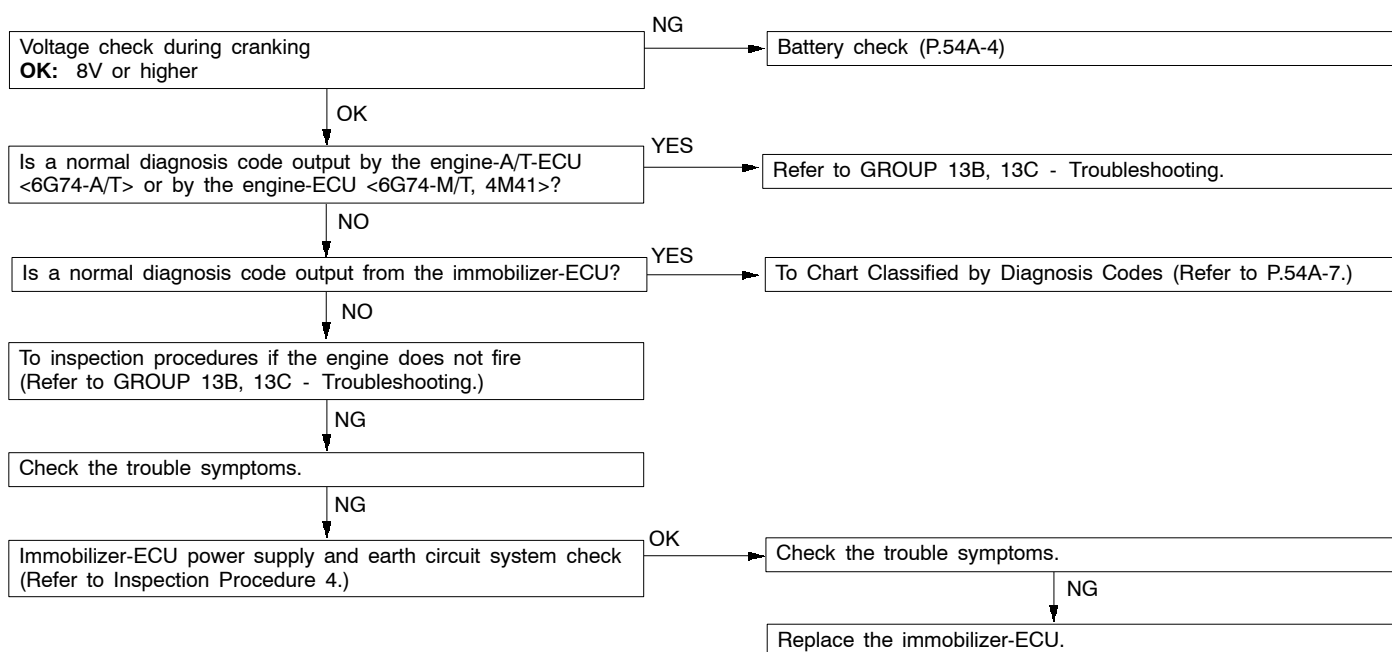 NG
Voltage check during cranking
OK: 8V or higher
Battery check (P.54A-4)
OK
Is a normal diagnosis code output by the engine-A/T-ECU
<6G74-A/T> or by the engine-ECU <6G74-M/T, 4M41>?
YES
Refer to GROUP 13B, 13C - Troubleshooting.
NO
Is a normal diagnosis code output from the immobilizer-ECU?
YES
To Chart Classified by Diagnosis Codes (Refer to P.54A-7.)
NO
To inspection procedures if the engine does not fire
(Refer to GROUP 13B, 13C - Troubleshooting.)
NG
Check the trouble symptoms.
NG
Immobilizer-ECU power supply and earth circuit system check
(Refer to Inspection Procedure 4.)
OK
Check the trouble symptoms.
NG
Replace the immobilizer-ECU.